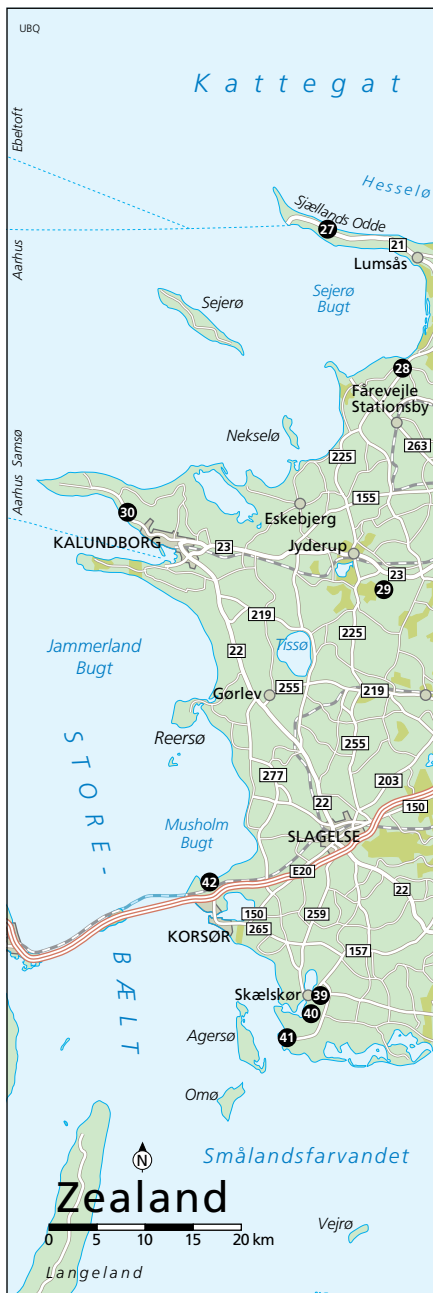 UBQ
Kattegat
Ebeltoft
Hesselø
Sjællands Odde
27
21
Aarhus
Lumsås
Sejerø
Sejerø
Bugt
28
Fårevejle
Stationsby
Nekselø
263
225
Aarhus Samsø
155
30
Eskebjerg
KALUNDBORG
23
Jyderup
23
29
219
225
Jammerland
Bugt
22
Tissø
Gørlev
255
219
Reersø
STORE-
255
277
203
22
150
Musholm
Bugt
SLAGELSE
E20
42
22
150
259
KORSØR
265
157
BÆLT
Skælskør
39
40
Agersø
41
Omø
N
Smålandsfarvandet
Zealand
0 5 10 15 20 km
Vejrø
Langeland